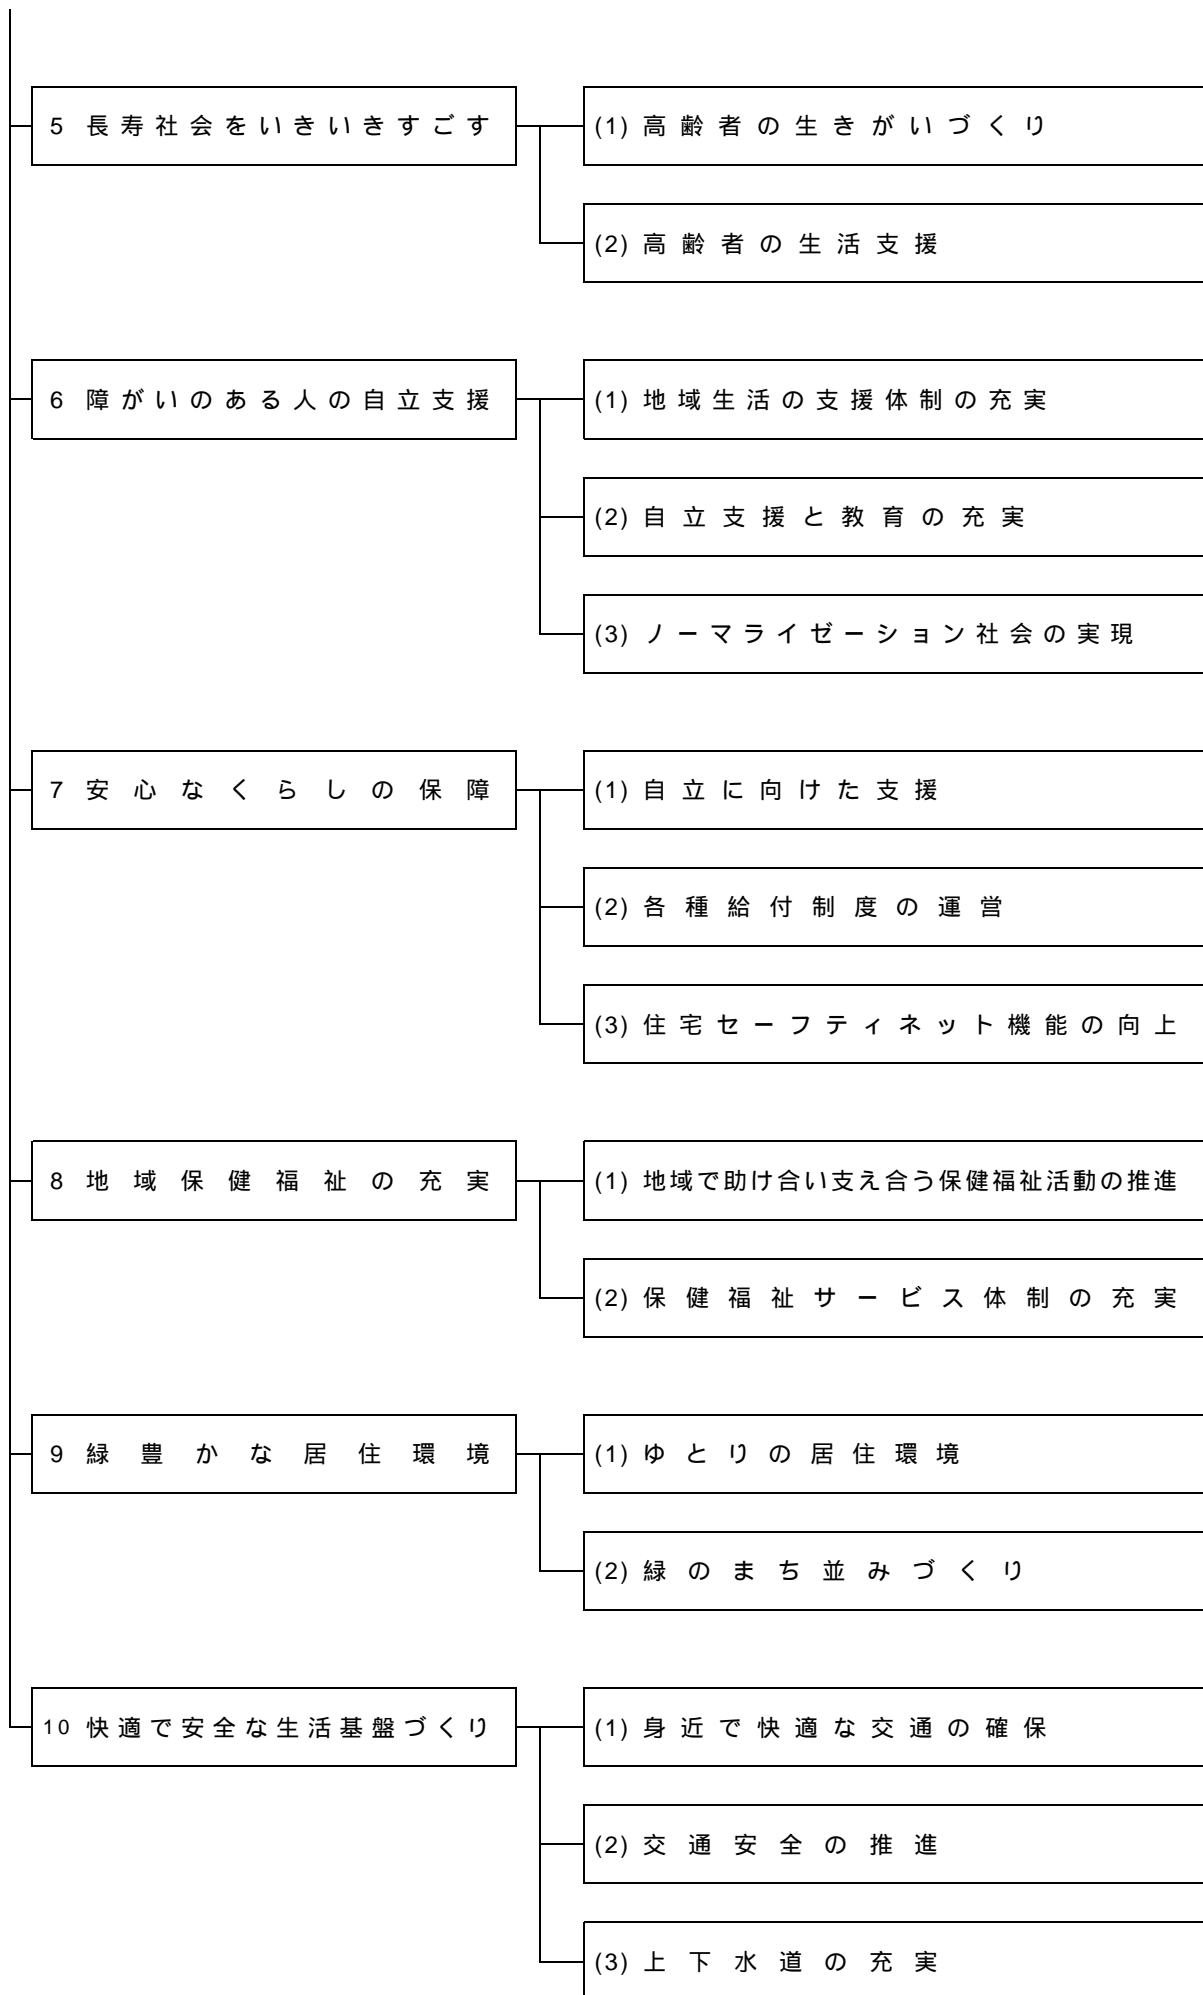 5 長寿社会をいきいきすごす
(1) 高齢者の生きがいづくり
(2) 高齢者の生活支援
6 障がいのある人の自立支援
(1) 地域生活の支援体制の充実
(2) 自立支援と教育の充実
(3) ノーマライゼーション社会の実現
7 安心なくらしの保障
(1) 自立に向けた支援
(2) 各種給付制度の運営
(3) 住宅セーフティネット機能の向上
8 地域保健福祉の充実
(1) 地域で助け合い支え合う保健福祉活動の推進
(2) 保健福祉サービス体制の充実
9 緑豊かな居住環境
(1) ゆとりの居住環境
(2) 緑のまち並みづくり
10 快適で安全な生活基盤づくり
(1) 身近で快適な交通の確保
(2) 交通安全の推進
(3) 上下水道の充実